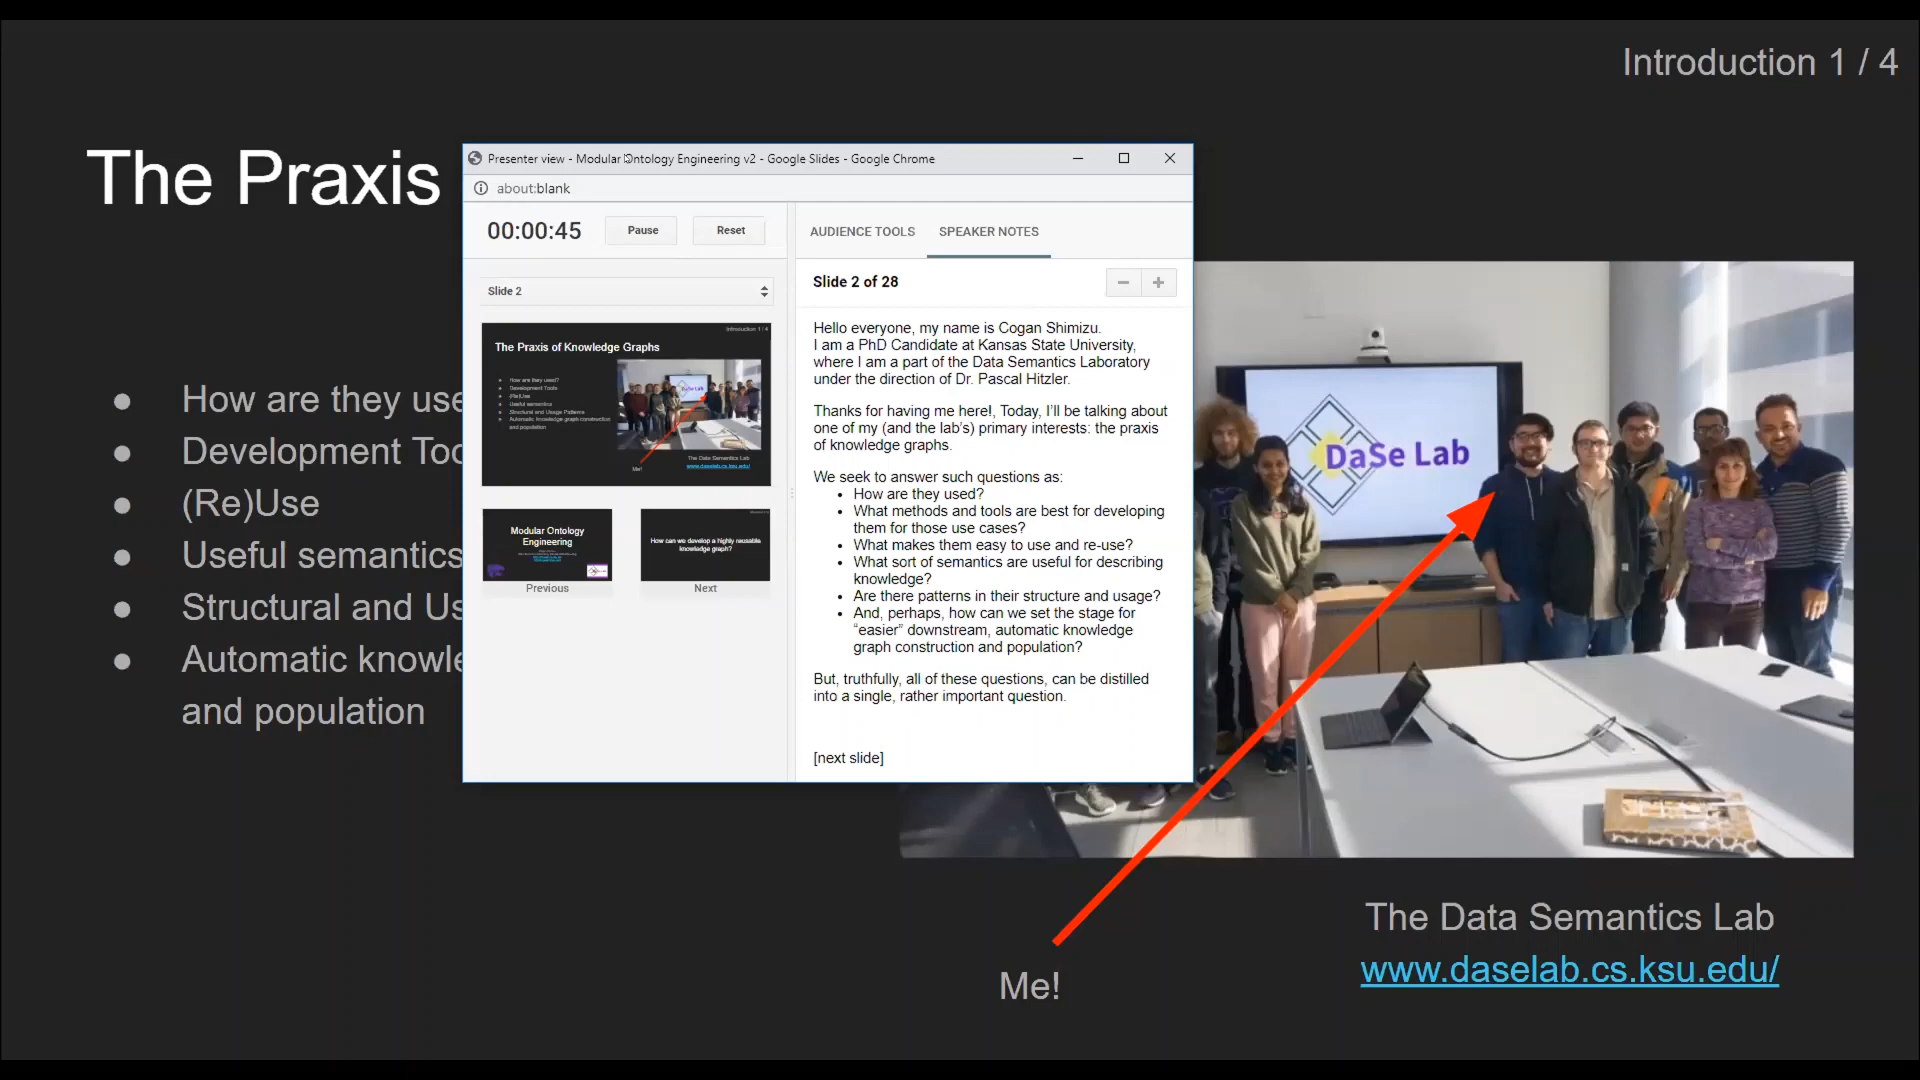 Introduction 1 / 4
The Praxis
How are they use
Development Too
(Re)Use
Useful semantics
Structural and Us
Automatic knowle
and population
Presenter view - Modular Ontology Engineering v2 - Google Slides - Google Chrome
about:blank
00:00:45
Pause
Reset
Slide 2
Introduction 1 / 4
The Praxis of Knowledge Graphs
How are they used?
Development Tools
(Re)Use
Useful semantics
Structural and Usage Patterns
Automatic knowledge graph construction
and population
DaSe Lab
The Data Semantics Lab
www.daselab.cs.ksu.edu/
Me!
Modular Ontology
Engineering
Previous
How can we develop a highly reusable
knowledge graph?
Next
AUDIENCE TOOLS
SPEAKER NOTES
Slide 2 of 28
Hello everyone, my name is Cogan Shimizu.
I am a PhD Candidate at Kansas State University,
where I am a part of the Data Semantics Laboratory
under the direction of Dr. Pascal Hitzler.
Thanks for having me here!, Today, I’ll be talking about
one of my (and the lab’s) primary interests: the praxis
of knowledge graphs.
We seek to answer such questions as:
How are they used?
What methods and tools are best for developing
them for those use cases?
What makes them easy to use and re-use?
What sort of semantics are useful for describing
knowledge?
Are there patterns in their structure and usage?
And, perhaps, how can we set the stage for
“easier” downstream, automatic knowledge
graph construction and population?
But, truthfully, all of these questions, can be distilled
into a single, rather important question.
[next slide]
DaSe Lab
Me!
The Data Semantics Lab
www.daselab.cs.ksu.edu/